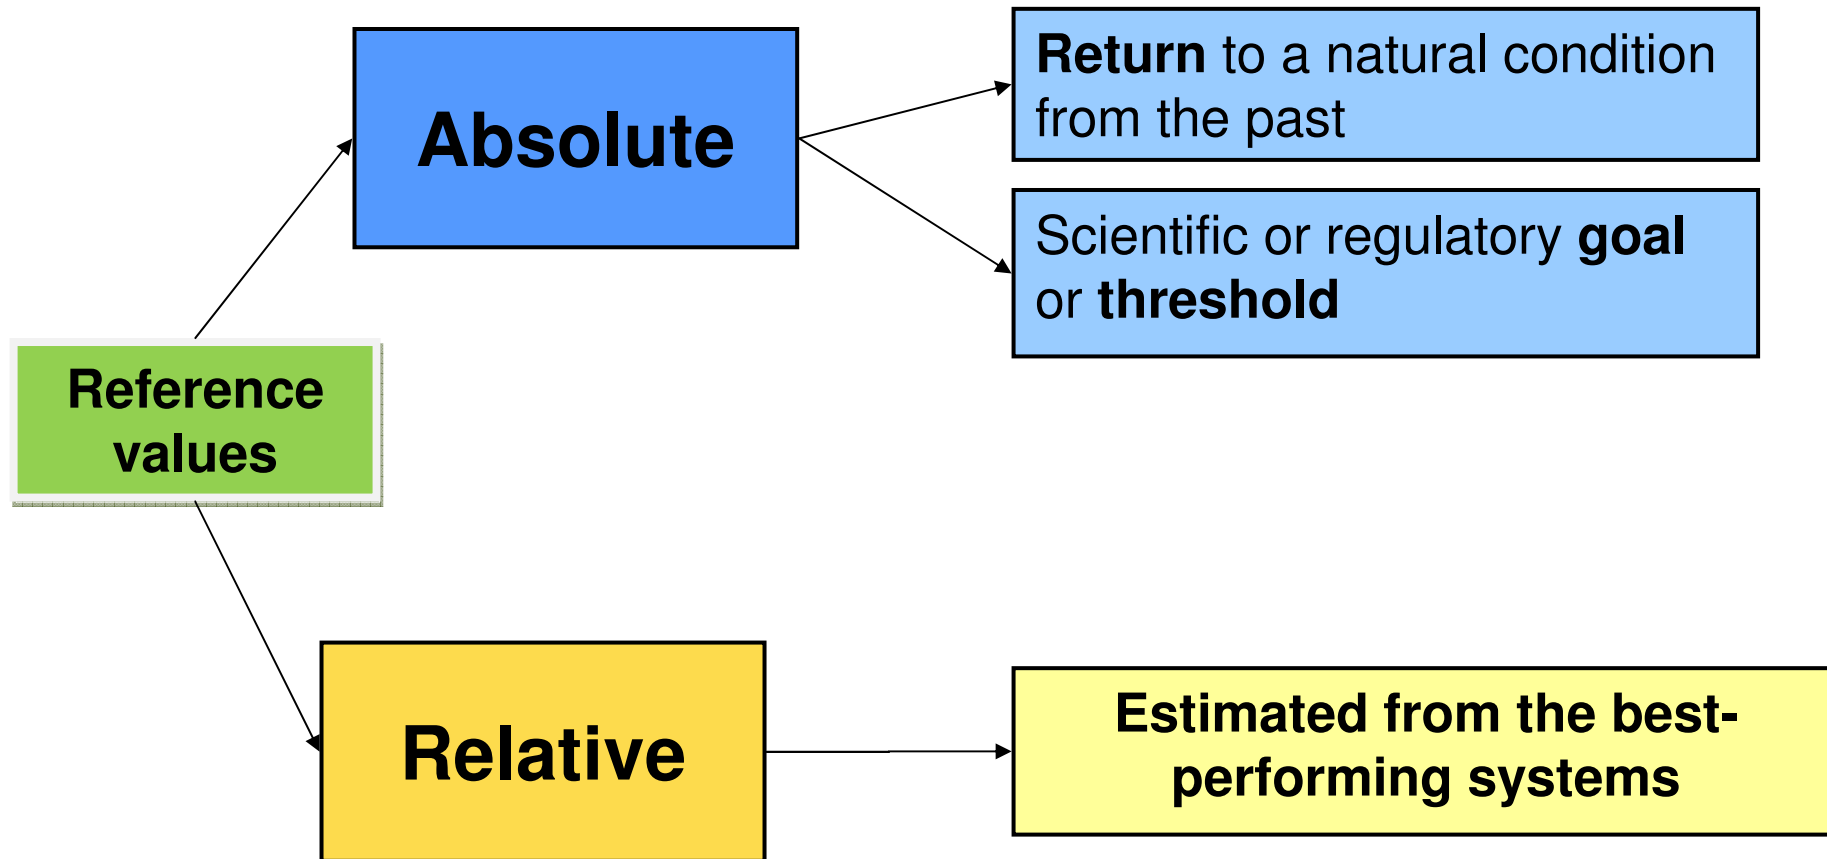 Absolute
Return to a natural condition
from the past
Scientific or regulatory goal
or threshold
Reference
values
Relative
Estimated from the best-
performing systems